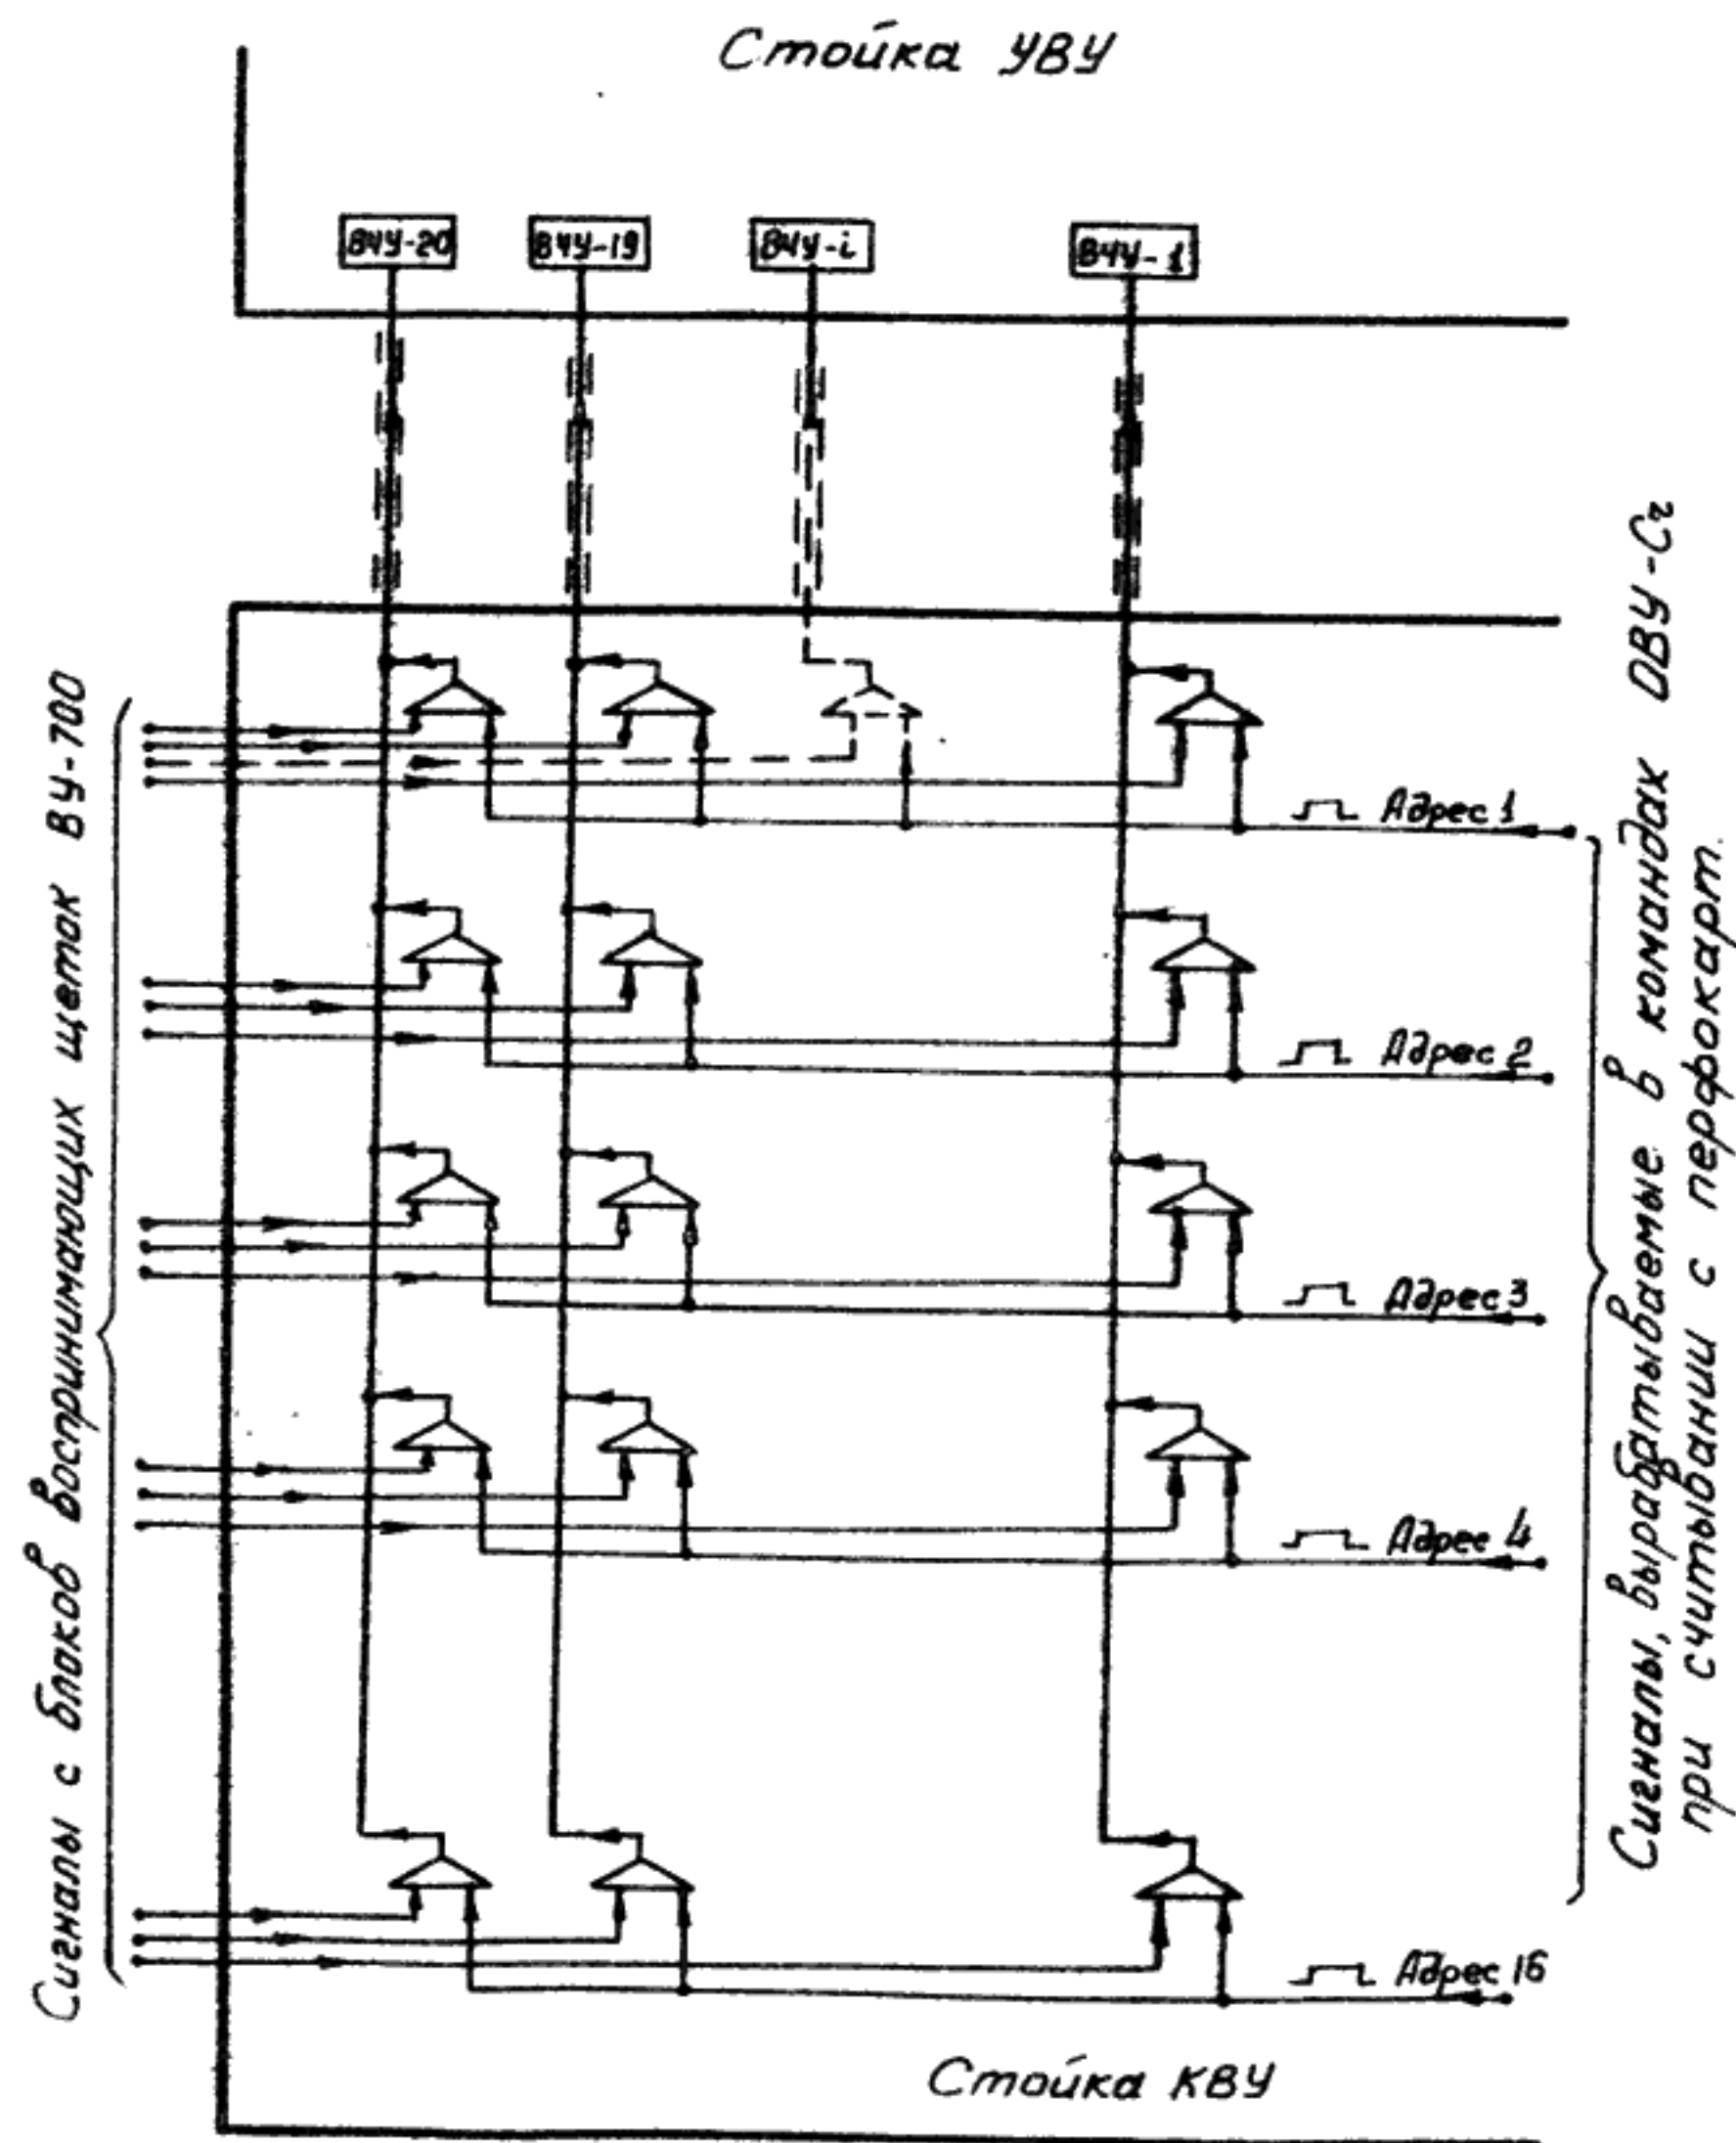 Стойка УВУ
ВЧУ-20
ВЧУ-19
ВЧУ-i
ВЧУ-1
Сигналы с блоков воспринимающих щеток ВУ-700
Адрес 1
Адрес 2
Адрес 3
Адрес 4
Адрес 16
Сигналы, вырабатываемые в командах ОВУ-Сч
при считывании с перфокарт.
Стойка КВУ